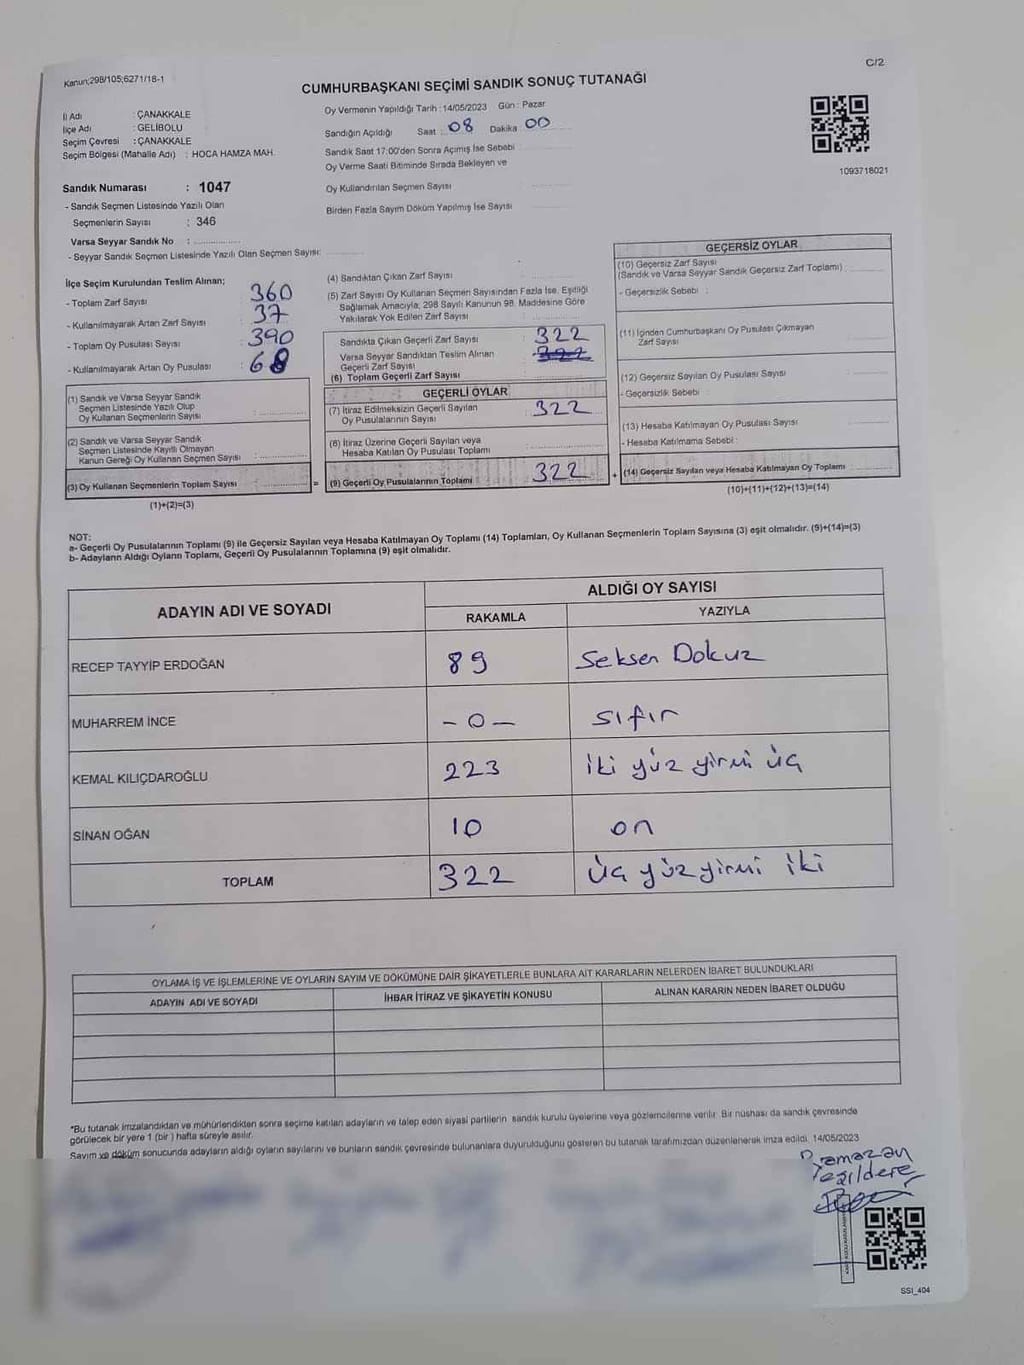 Kanun;298/105;6271/18-1
C/2
CUMHURBAŞKANI SEÇİMİ SANDIK SONUÇ TUTANAĞI
İl Adı : ÇANAKKALE
İlçe Adı : GELİBOLU
Seçim Çevresi : ÇANAKKALE
Seçim Bölgesi (Mahalle Adı) : HOCA HAMZA MAH.
Sandık Numarası : 1047
- Sandık Seçmen Listesinde Yazılı Olan
Seçmenlerin Sayısı : 346
Varsa Seyyar Sandık No :
- Seyyar Sandık Seçmen Listesinde Yazılı Olan Seçmen Sayısı:
Oy Vermenin Yapıldığı Tarih : 14/05/2023 Gün : Pazar
Sandığın Açıldığı Saat : 08 Dakika 00
Sandık Saat 17:00'den Sonra Açımış İse Sebebi
Oy Verme Saati Bitiminde Sırada Bekleyen ve
Oy Kullandırılan Seçmen Sayısı
Birden Fazla Sayım Döküm Yapılmış İse Sayısı
1093718021
İlçe Seçim Kurulundan Teslim Alınan;
- Toplam Zarf Sayısı : 360
- Kullanılmayarak Artan Zarf Sayısı : 37
- Toplam Oy Pusulası Sayısı : 390
- Kullanılmayarak Artan Oy Pusulası : 68
(1) Sandık ve Varsa Seyyar Sandık
Seçmen Listesinde Yazılı Olup
Oy Kullanan Seçmenlerin Sayısı :
(2) Sandık ve Varsa Seyyar Sandık
Seçmen Listesinde Kayıtlı Olmayan
Kanun Gereği Oy Kullanan Seçmen Sayısı :
(3) Oy Kullanan Seçmenlerin Toplam Sayısı :
(1)+(2)=(3)
(4) Sandıktan Çıkan Zarf Sayısı :
(5) Zarf Sayısı Oy Kullanan Seçmen Sayısından Fazla İse, Eşitliği
Sağlamak Amacıyla, 298 Sayılı Kanunun 98. Maddesine Göre
Yakılarak Yok Edilen Zarf Sayısı :
Sandıkta Çıkan Geçerli Zarf Sayısı : 322
Varsa Seyyar Sandıktan Teslim Alınan
Geçerli Zarf Sayısı
(6) Toplam Geçerli Zarf Sayısı
GEÇERLİ OYLAR
(7) İtiraz Edilmeksizin Geçerli Sayılan
Oy Pusulalarının Sayısı : 322
(8) İtiraz Üzerine Geçerli Sayılan veya
Hesaba Katılan Oy Pusulası Toplamı
(9) Geçerli Oy Pusulalarının Toplamı 322
GEÇERSİZ OYLAR
(10) Geçersiz Zarf Sayısı
(Sandık ve Varsa Seyyar Sandık Geçersiz Zarf Toplamı)
- Geçersizlik Sebebi :
(11) İçinden Cumhurbaşkanı Oy Pusulası Çıkmayan
Zarf Sayısı
(12) Geçersiz Sayılan Oy Pusulası Sayısı
- Geçersizlik Sebebi :
(13) Hesaba Katılmayan Oy Pusulası Sayısı
- Hesaba Katılmama Sebebi :
(14) Geçersiz Sayılan veya Hesaba Katılmayan Oy Toplamı
(10)+(11)+(12)+(13)=(14)
NOT:
a- Geçerli Oy Pusulalarının Toplamı (9) ile Geçersiz Sayılan veya Hesaba Katılmayan Oy Toplamı (14) Toplamları, Oy Kullanan Seçmenlerin Toplam Sayısına (3) eşit olmalıdır. (9)+(14)=(3)
b- Adayların Aldığı Oyların Toplamı, Geçerli Oy Pusulalarının Toplamına (9) eşit olmalıdır.
ADAYIN ADI VE SOYADI ALDIĞI OY SAYISI
RAKAMLA YAZIYLA
RECEP TAYYİP ERDOĞAN 89 Seksen Dokuz
MUHARREM İNCE -0- sıfır
KEMAL KILIÇDAROĞLU 223 iki yüz yirmi üç
SİNAN OĞAN 10 on
TOPLAM 322 üç yüz yirmi iki
OYLAMA İŞ VE İŞLEMLERİNE VE OYLARIN SAYIM VE DÖKÜMÜNE DAİR ŞİKAYETLERLE BUNLARA AİT KARARLARIN NELERDEN İBARET BULUNDUKLARI
ADAYIN ADI VE SOYADI İHBAR İTİRAZ VE ŞİKAYETİN KONUSU ALINAN KARARIN NEDEN İBARET OLDUĞU
*Bu tutanak imzalandıktan ve mühürlendikten sonra seçime katılan adayların ve talep eden siyasi partilerin sandık kurulu üyelerine veya gözlemcilerine verilir. Bir nüshası da sandık çevresinde
görülecek bir yere 1 (bir) hafta süreyle asılır.
Sayım ve döküm sonucunda adayların aldığı oyların sayılarını ve bunların sandık çevresinde bulunanlara duyurulduğunu gösteren bu tutanak tarafımızdan düzenlenerek imza edildi. 14/05/2023
Ramazan
Yeşildere
SSI_404